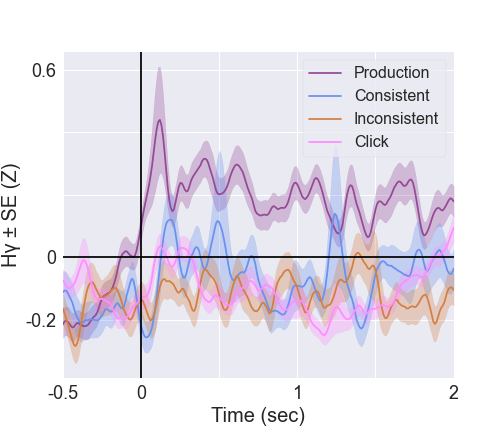 Production
Consistent
Inconsistent
Click
Hγ ± SE (Z)
0.6
0
-0.2
-0.5
0
1
2
Time (sec)